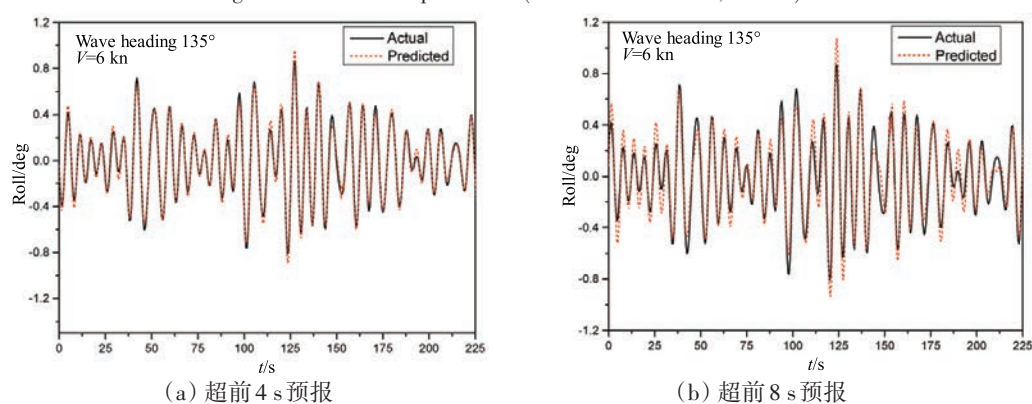 Wave heading 135°
V=6 kn
Actual
Predicted
1.2
0.8
0.4
0.0
-0.4
-0.8
-1.2
Roll/deg
0 25 50 75 100 125 150 175 200 225
t/s
(a) 超前4 s预报
Wave heading 135°
V=6 kn
Actual
Predicted
1.2
0.8
0.4
0.0
-0.4
-0.8
-1.2
Roll/deg
0 25 50 75 100 125 150 175 200 225
t/s
(b) 超前8 s预报